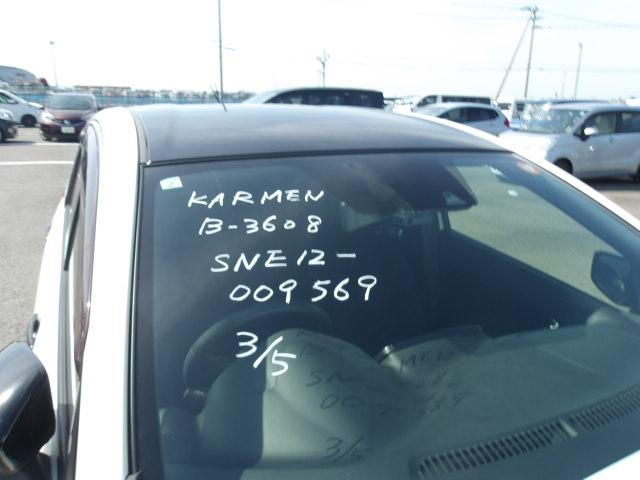 KARMEN
B-3608
SNE12-
009569
3/5